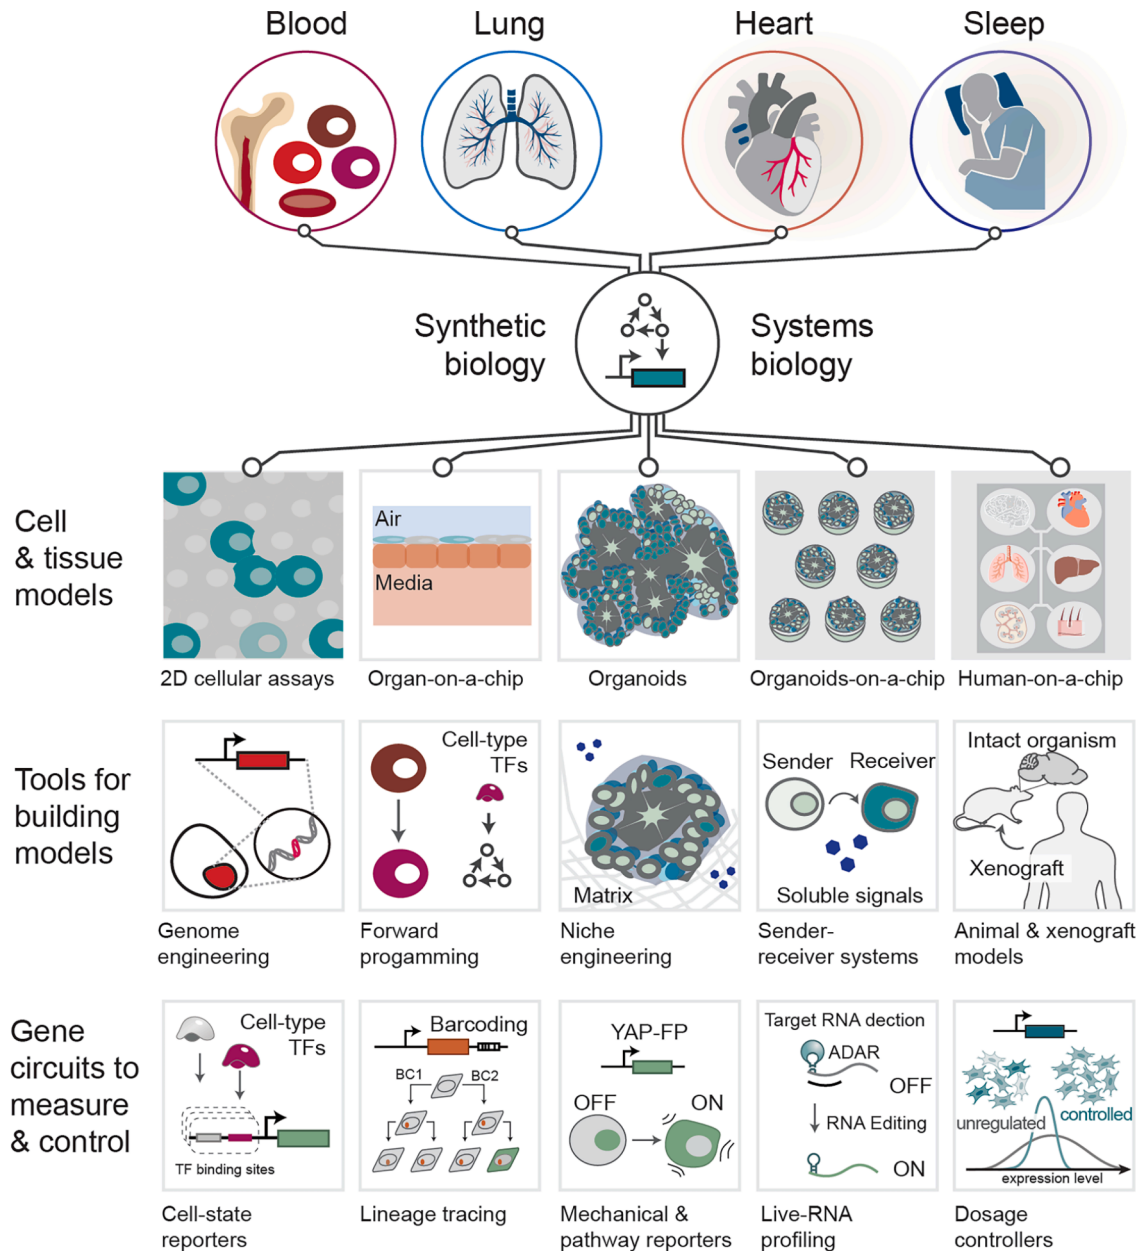 Blood
Lung
Heart
Sleep
Synthetic
biology
Systems
biology
Cell
& tissue
models
Air
Media
2D cellular assays
Organ-on-a-chip
Organoids
Organoids-on-a-chip
Human-on-a-chip
Tools for
building
models
Cell-type
TFs
Matrix
Sender
Receiver
Soluble signals
Intact organism
Xenograft
Genome
engineering
Forward
progamming
Niche
engineering
Sender-
receiver systems
Animal & xenograft
models
Gene
circuits to
measure
& control
Cell-type
TFs
TF binding sites
Barcoding
BC1
BC2
YAP-FP
OFF
ON
Target RNA dection
ADAR
OFF
RNA Editing
ON
unregulated
controlled
expression level
Cell-state
reporters
Lineage tracing
Mechanical &
pathway reporters
Live-RNA
profiling
Dosage
controllers